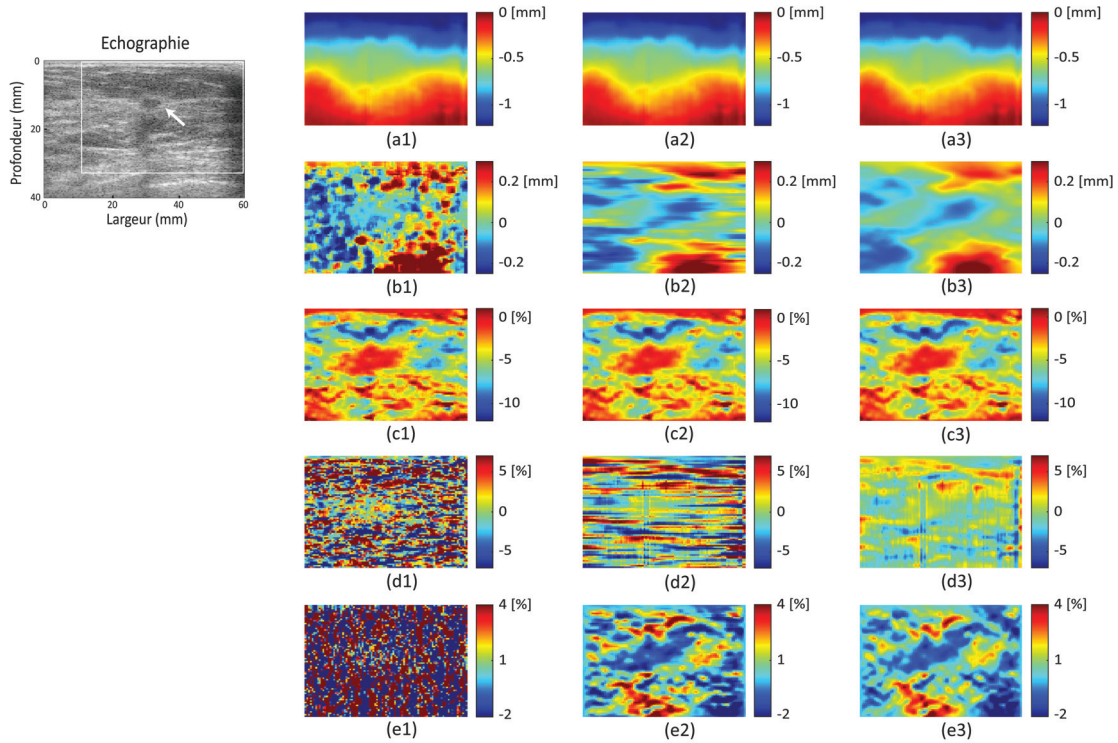 Echographie
0
20
40
Profondeur (mm)
0 20 40 60
Largeur (mm)
0 [mm]
-0.5
-1
(a1)
0 [mm]
-0.5
-1
(a2)
0 [mm]
-0.5
-1
(a3)
0.2 [mm]
0
-0.2
(b1)
0.2 [mm]
0
-0.2
(b2)
0.2 [mm]
0
-0.2
(b3)
0 [%]
-5
-10
(c1)
0 [%]
-5
-10
(c2)
0 [%]
-5
-10
(c3)
5 [%]
0
-5
(d1)
5 [%]
0
-5
(d2)
5 [%]
0
-5
(d3)
4 [%]
1
-2
(e1)
4 [%]
1
-2
(e2)
4 [%]
1
-2
(e3)